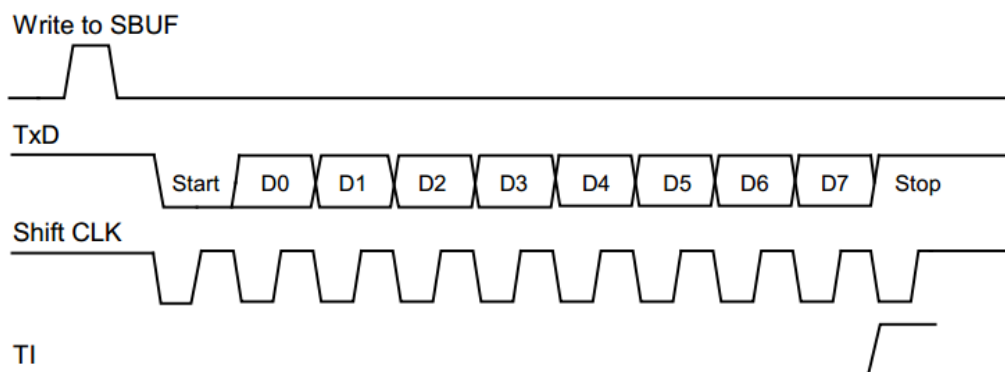 Write to SBUF
TxD
Start D0 D1 D2 D3 D4 D5 D6 D7 Stop
Shift CLK
TI